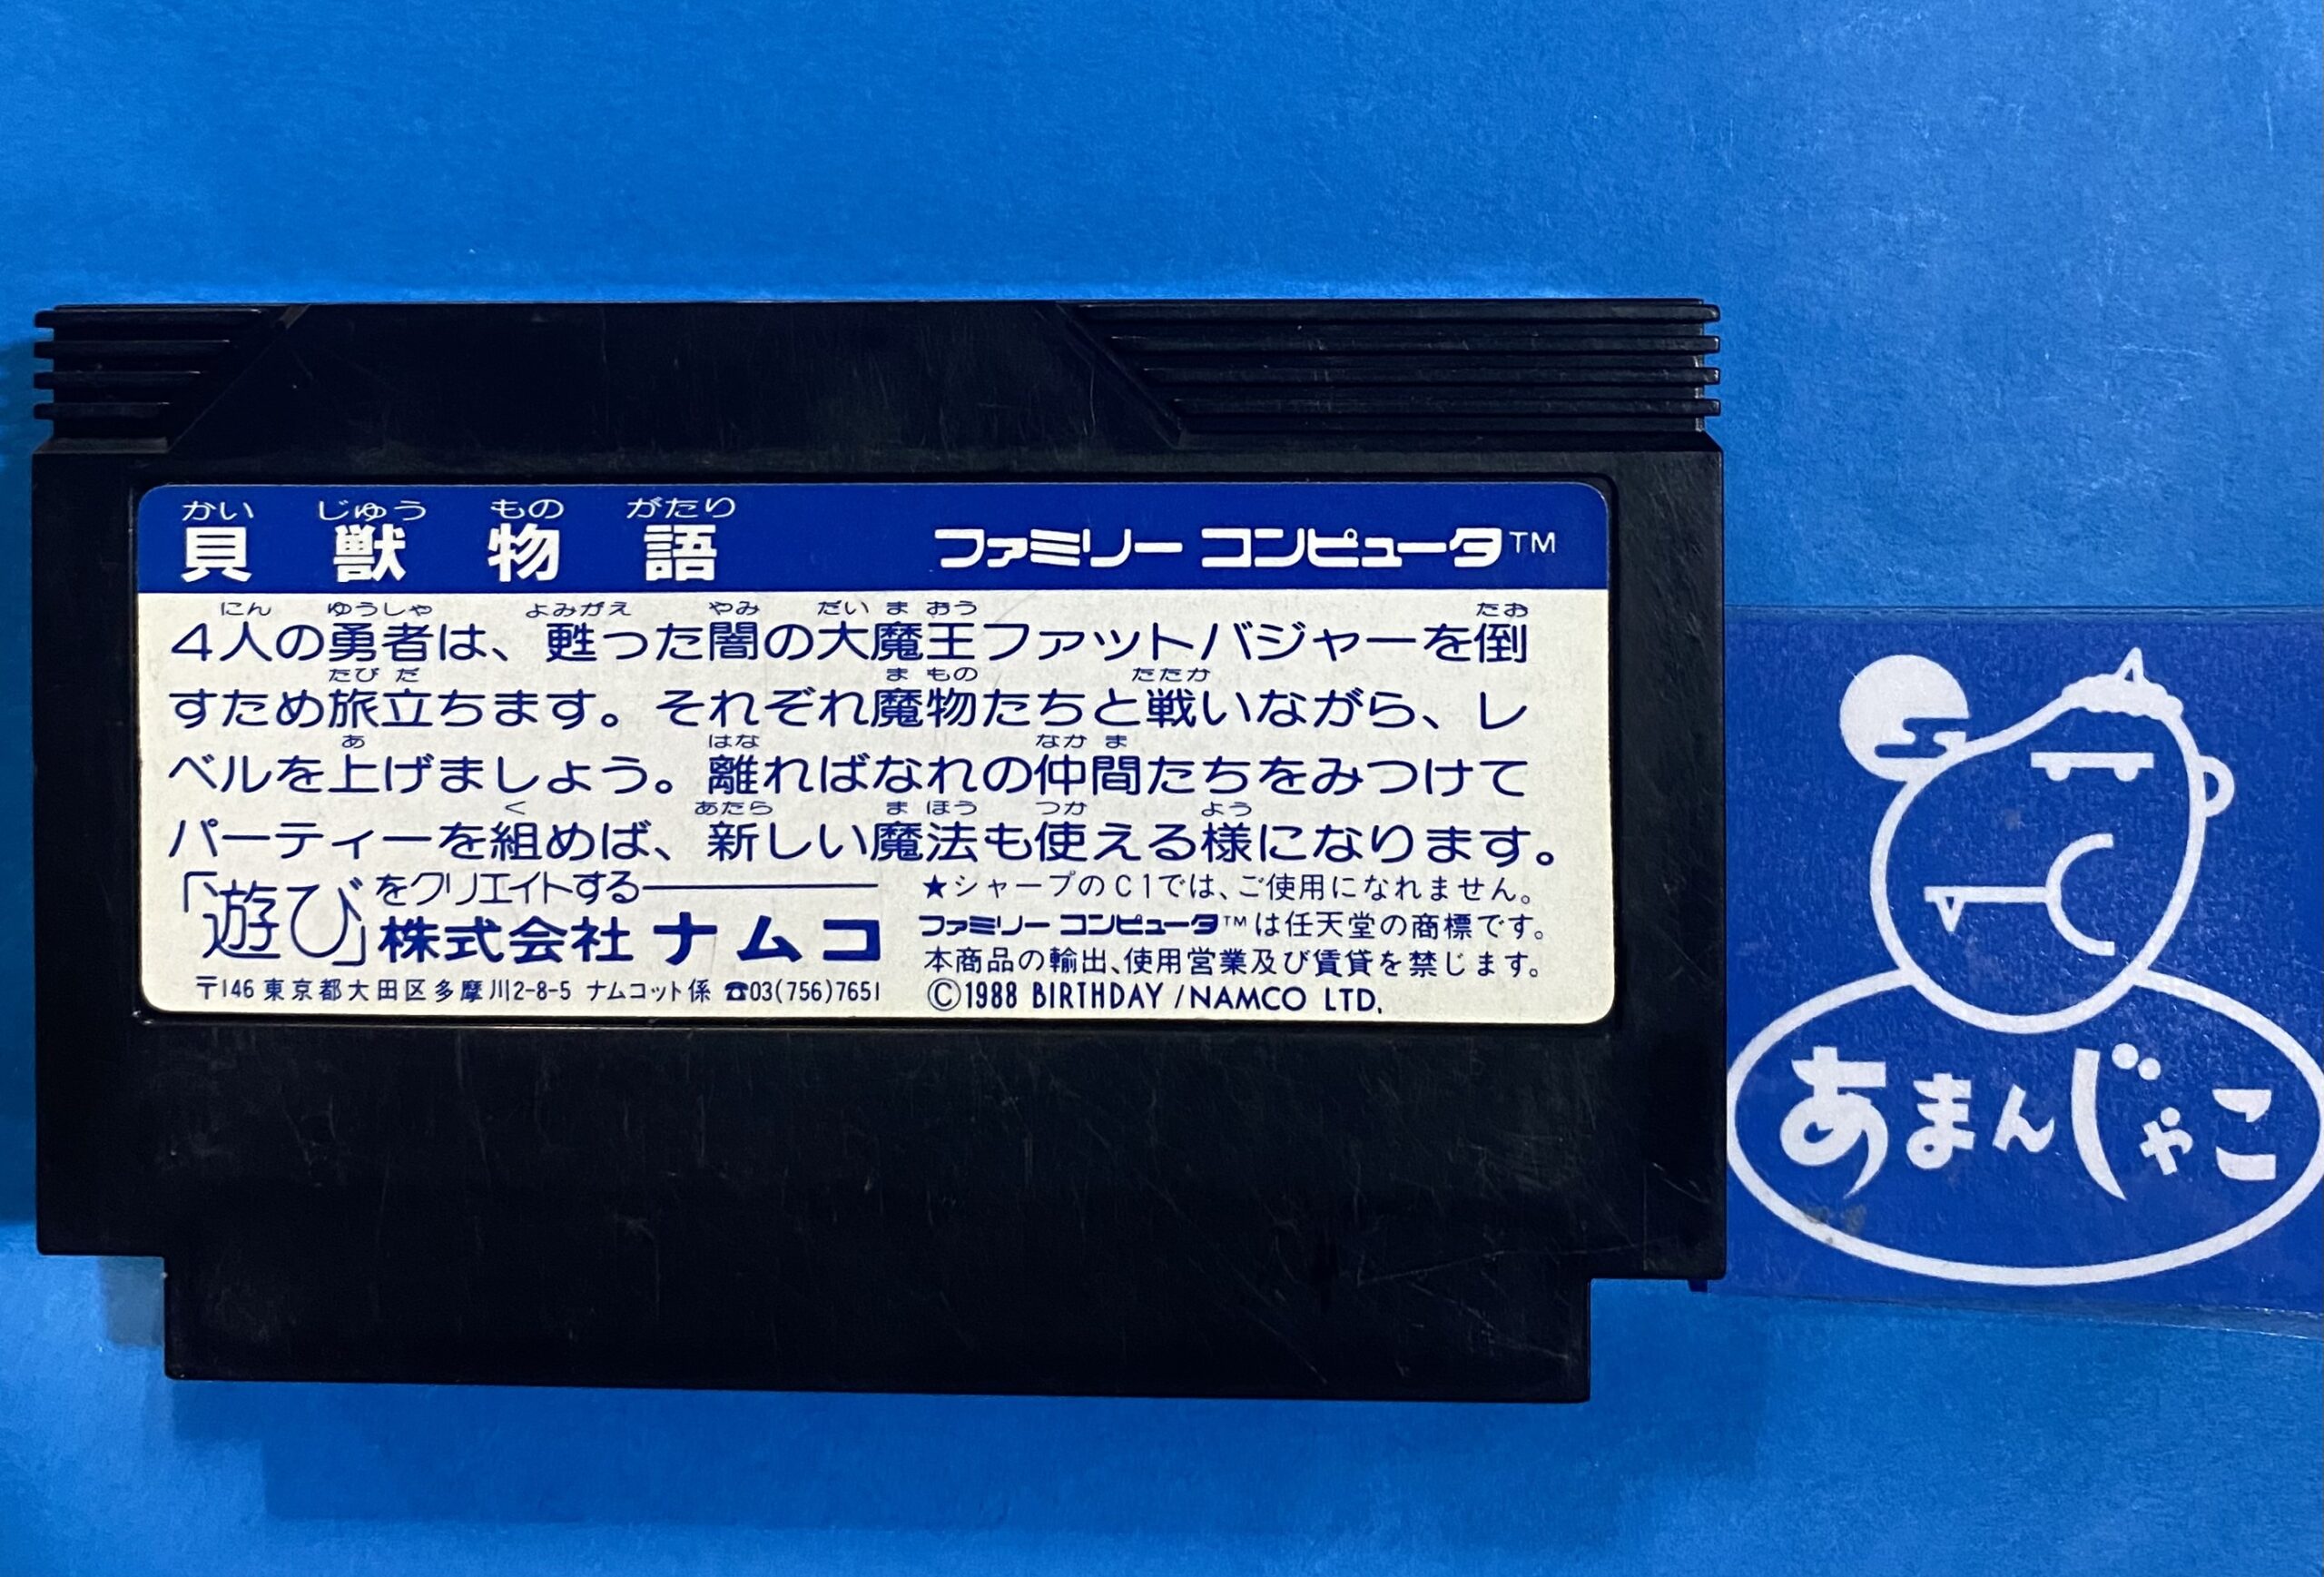 かい じゅう もの がたり
貝獣物語
ファミリー コンピュータ™
にん ゆうしゃ よみがえ やみ だい ま おう たお
4人の勇者は、甦った闇の大魔王ファットバジャーを倒
たび だ ま もの たたか
すため旅立ちます。それぞれ魔物たちと戦いながら、レ
あ はな なか ま
ベルを上げましょう。離ればなれの仲間たちをみつけて
く あたら ま ほう つか よう
パーティーを組めば、新しい魔法も使える様になります。
「遊び」をクリエイトする
株式会社ナムコ
〒146 東京都大田区多摩川2-8-5 ナムコット係 ☎03(756)7651
★シャープのC1では、ご使用になれません。
ファミリー コンピュータ™は任天堂の商標です。
本商品の輸出、使用営業及び賃貸を禁じます。
©1988 BIRTHDAY /NAMCO LTD.
あまんじゃこ